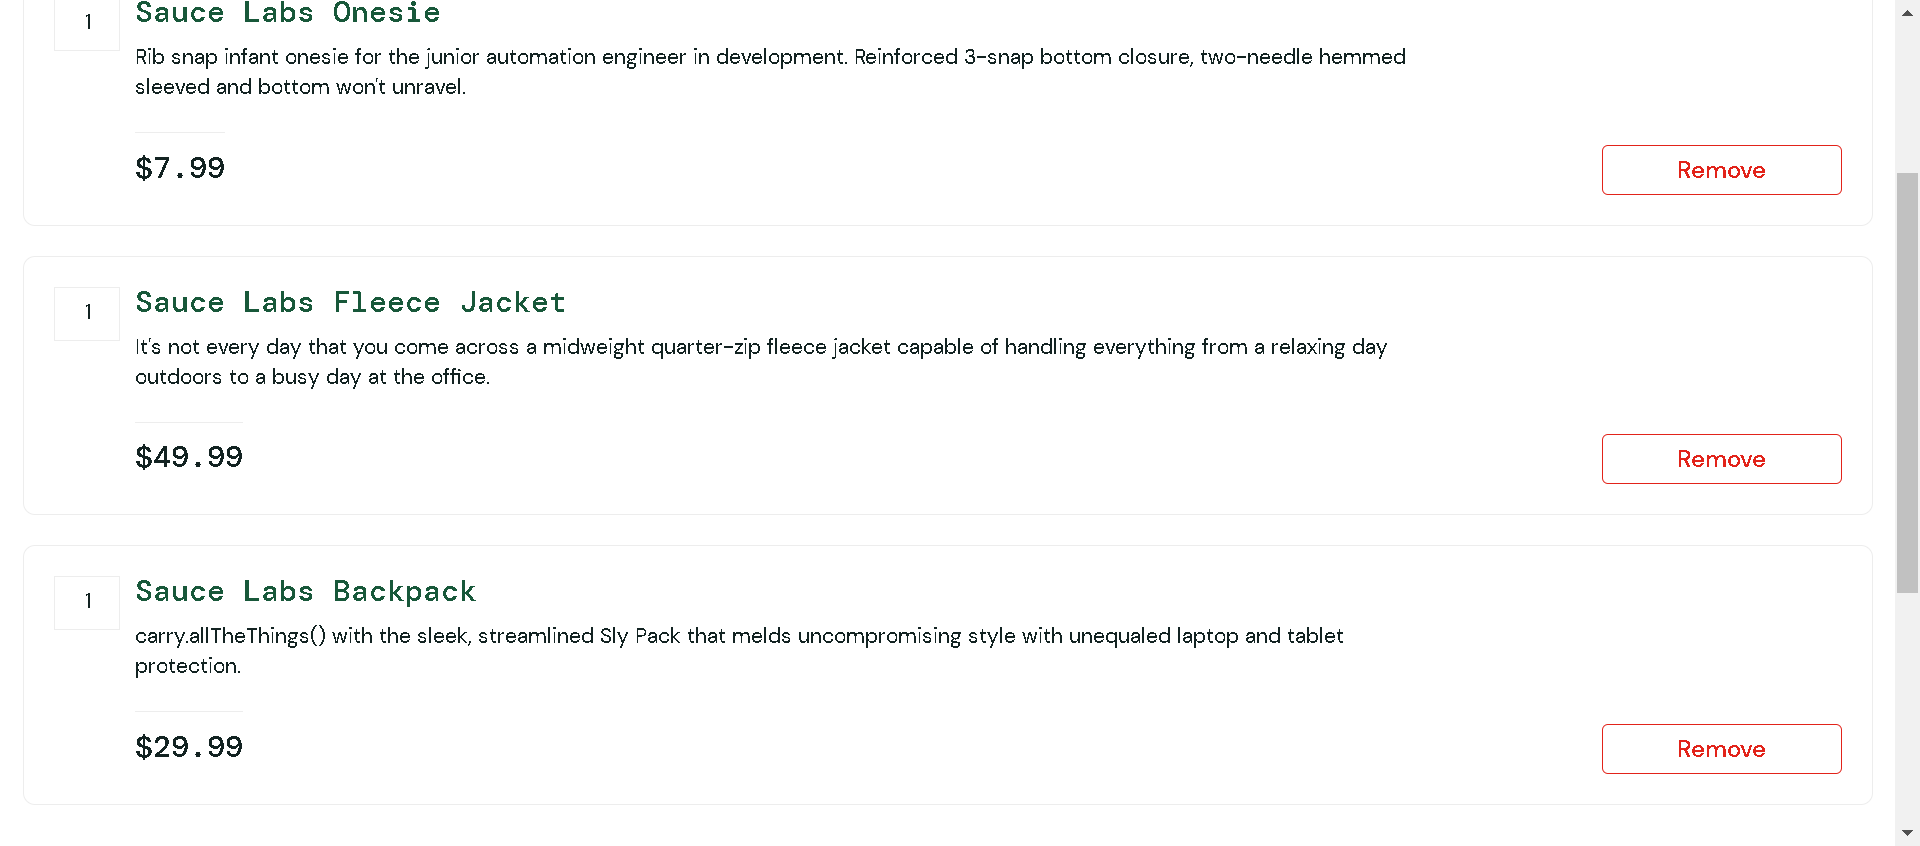 1
Sauce Labs Onesie
Rib snap infant onesie for the junior automation engineer in development. Reinforced 3-snap bottom closure, two-needle hemmed
sleeved and bottom won't unravel.
$7.99
Remove
1
Sauce Labs Fleece Jacket
It's not every day that you come across a midweight quarter-zip fleece jacket capable of handling everything from a relaxing day
outdoors to a busy day at the office.
$49.99
Remove
1
Sauce Labs Backpack
carry.allTheThings() with the sleek, streamlined Sly Pack that melds uncompromising style with unequaled laptop and tablet
protection.
$29.99
Remove